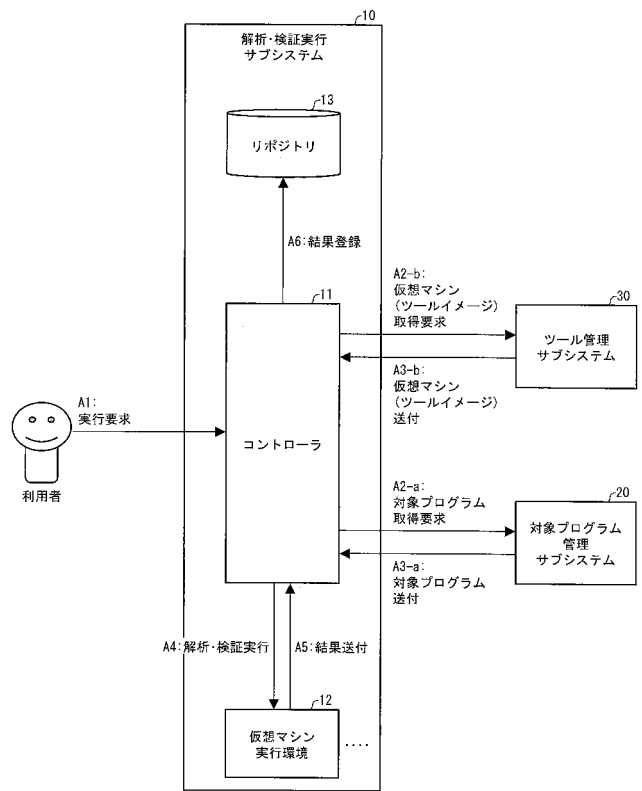 10
解析・検証実行
サブシステム
13
リポジトリ
A6:結果登録
11
コントローラ
A2-b:
仮想マシン
(ツールイメージ)
取得要求
30
ツール管理
サブシステム
A3-b:
仮想マシン
(ツールイメージ)
送付
A1:
実行要求
利用者
A2-a:
対象プログラム
取得要求
20
対象プログラム
管理
サブシステム
A3-a:
対象プログラム
送付
A4:解析・検証実行
A5:結果送付
12
仮想マシン
実行環境
････